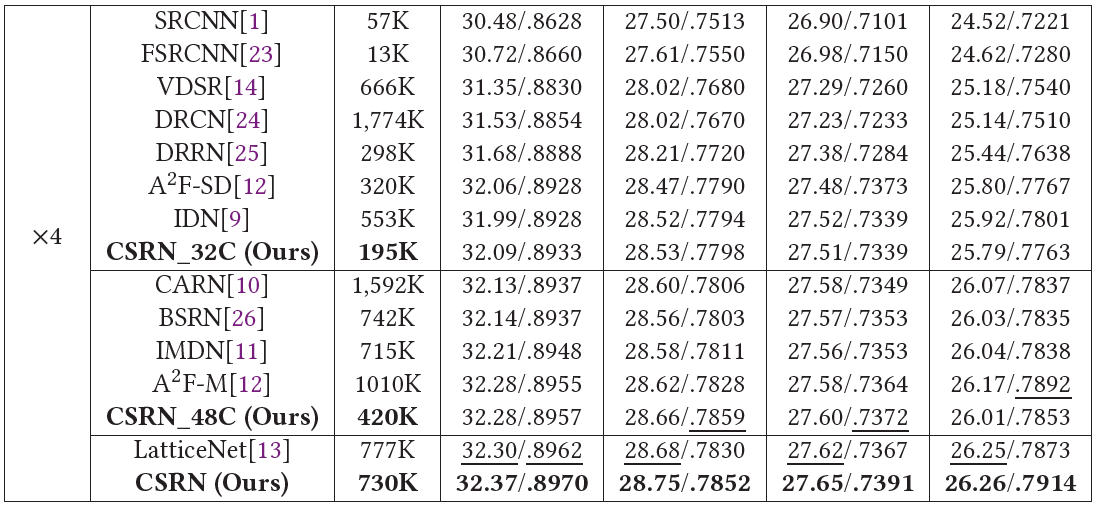 SRCNN[1] 57K 30.48/.8628 27.50/.7513 26.90/.7101 24.52/.7221
FSRCNN[23] 13K 30.72/.8660 27.61/.7550 26.98/.7150 24.62/.7280
VDSR[14] 666K 31.35/.8830 28.02/.7680 27.29/.7260 25.18/.7540
DRCN[24] 1,774K 31.53/.8854 28.02/.7670 27.23/.7233 25.14/.7510
DRRN[25] 298K 31.68/.8888 28.21/.7720 27.38/.7284 25.44/.7638
A²F-SD[12] 320K 32.06/.8928 28.47/.7790 27.48/.7373 25.80/.7767
IDN[9] 553K 31.99/.8928 28.52/.7794 27.52/.7339 25.92/.7801
×4
CSRN_32C (Ours) 195K 32.09/.8933 28.53/.7798 27.51/.7339 25.79/.7763
CARN[10] 1,592K 32.13/.8937 28.60/.7806 27.58/.7349 26.07/.7837
BSRN[26] 742K 32.14/.8937 28.56/.7803 27.57/.7353 26.03/.7835
IMDN[11] 715K 32.21/.8948 28.58/.7811 27.56/.7353 26.04/.7838
A²F-M[12] 1010K 32.28/.8955 28.62/.7828 27.58/.7364 26.17/.7892
CSRN_48C (Ours) 420K 32.28/.8957 28.66/.7859 27.60/.7372 26.01/.7853
LatticeNet[13] 777K 32.30/.8962 28.68/.7830 27.62/.7367 26.25/.7873
CSRN (Ours) 730K 32.37/.8970 28.75/.7852 27.65/.7391 26.26/.7914